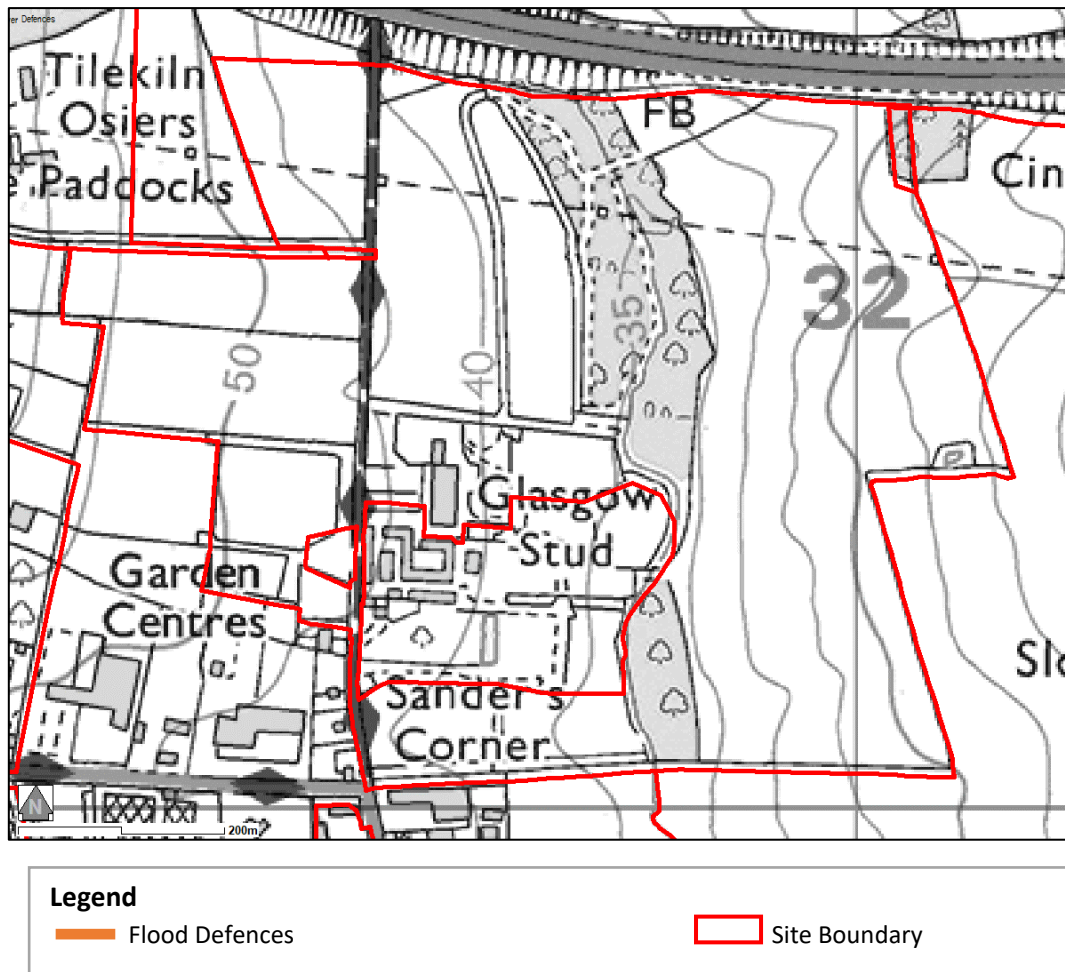 Defences
Tilekiln
Osiers
Paddocks
FB
Cin
35
32
50
40
Glasgow
Stud
Garden
Centres
Slo
Sander's
Corner
N
200m
Legend
Flood Defences
Site Boundary